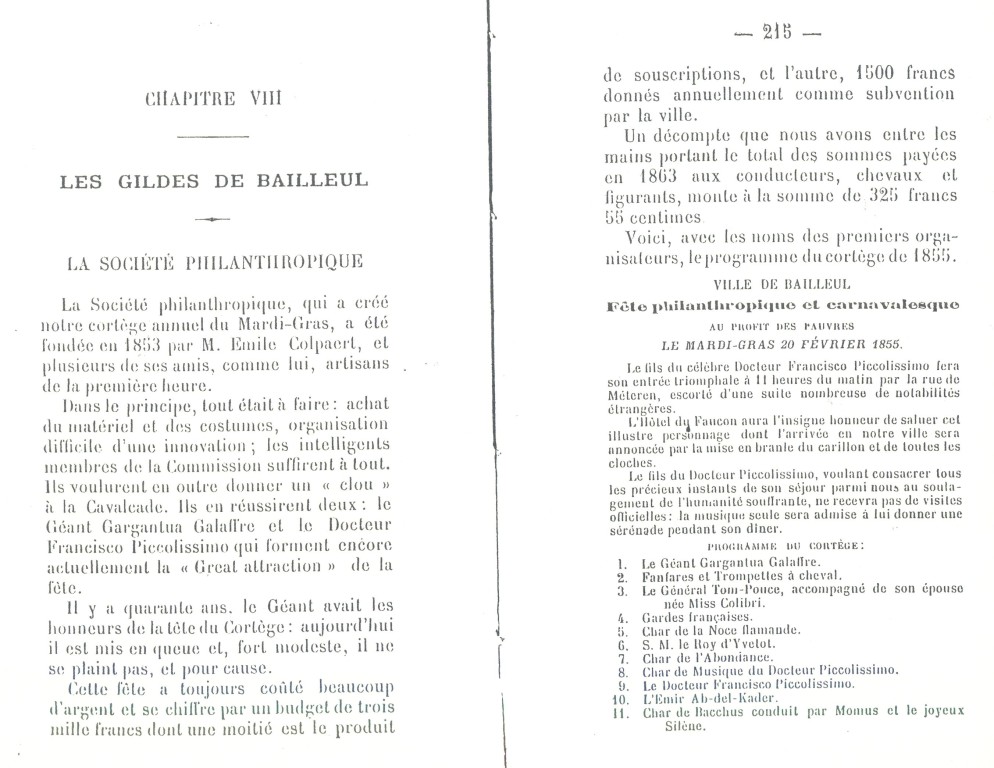 CHAPITRE VIII
LES GILDES DE BAILLEUL
LA SOCIÉTÉ PHILANTHROPIQUE
La Société philanthropique, qui a créé
notre cortège annuel du Mardi-Gras, a été
fondée en 1853 par M. Emile Colpaert, et
plusieurs de ses amis, comme lui, artisans
de la première heure.
Dans le principe, tout était à faire : achat
du matériel et des costumes, organisation
difficile d'une innovation ; les intelligents
membres de la Commission suffirent à tout.
Ils voulurent en outre donner un « clou »
à la Cavalcade. Ils en réussirent deux : le
Géant Gargantua Galaffre et le Docteur
Francisco Piccolissimo qui forment encore
actuellement la « Great attraction » de la
fête.
Il y a quarante ans, le Géant avait les
honneurs de la tête du Cortège : aujourd'hui
il est mis en queue et, fort modeste, il ne
se plaint pas, et pour cause.
Cette fête a toujours coûté beaucoup
d'argent et se chiffre par un budget de trois
mille francs dont une moitié est le produit
— 215 —
de souscriptions, et l'autre, 1500 francs
donnés annuellement comme subvention
par la ville.
Un décompte que nous avons entre les
mains portant le total des sommes payées
en 1863 aux conducteurs, chevaux et
figurants, monte à la somme de 325 francs
55 centimes
Voici, avec les noms des premiers orga-
nisateurs, le programme du cortège de 1855.
VILLE DE BAILLEUL
Fête philanthropique et carnavalesque
AU PROFIT DES PAUVRES
LE MARDI-GRAS 20 FÉVRIER 1855.
Le fils du célèbre Docteur Francisco Piccolissimo fera
son entrée triomphale à 11 heures du matin par la rue de
Méteren, escorté d'une suite nombreuse de notabilités
étrangères.
L'Hôtel du Faucon aura l'insigne honneur de saluer cet
illustre personnage dont l'arrivée en notre ville sera
annoncée par la mise en branle du carillon et de toutes les
cloches.
Le fils du Docteur Piccolissimo, voulant consacrer tous
les précieux instants de son séjour parmi nous au soula-
gement de l'humanité souffrante, ne recevra pas de visites
officielles : la musique seule sera admise à lui donner une
sérénade pendant son dîner.
PROGRAMME DU CORTÈGE :
1. Le Géant Gargantua Galaffre.
2. Fanfares et Trompettes à cheval.
3. Le Général Tom-Pouce, accompagné de son épouse
née Miss Colibri.
4. Gardes françaises.
5. Char de la Noce flamande.
6. S. M. le Roy d'Yvetot.
7. Char de l'Abondance.
8. Char de Musique du Docteur Piccolissimo.
9. Le Docteur Francisco Piccolissimo.
10. L'Emir Ab-del-Kader.
11. Char de Bacchus conduit par Momus et le joyeux
Silène.